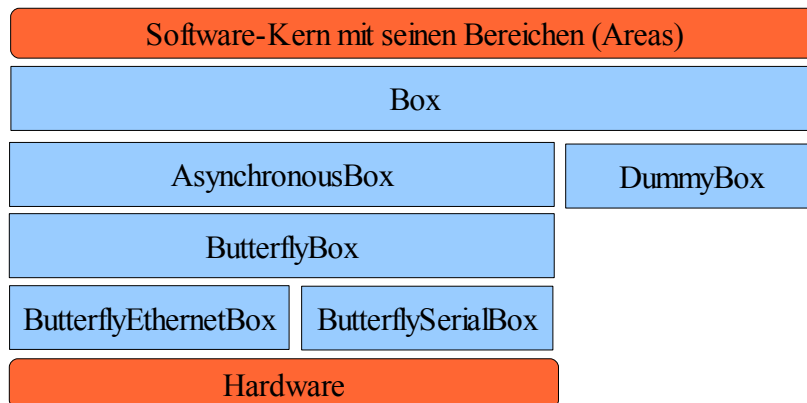 Software-Kern mit seinen Bereichen (Areas)
Box
AsynchronousBox
DummyBox
ButterflyBox
ButterflyEthernetBox
ButterflySerialBox
Hardware